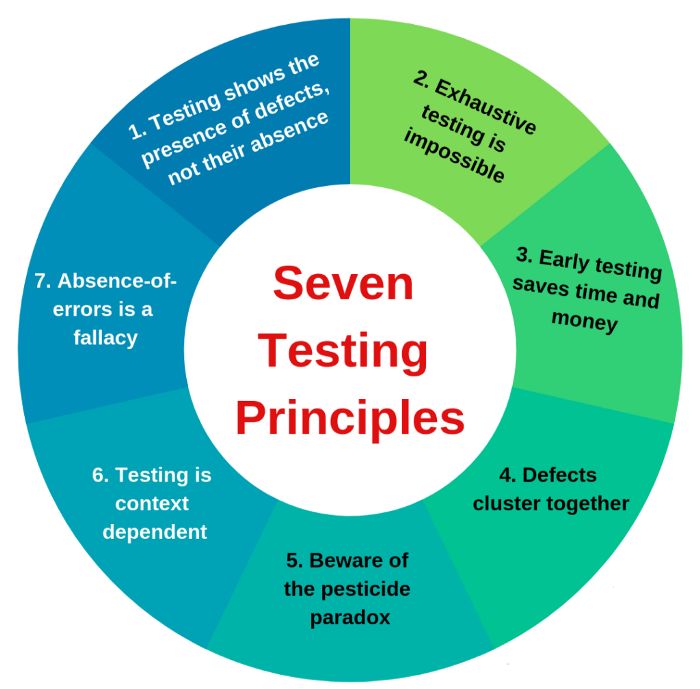 Seven
Testing
Principles
1. Testing shows the
presence of defects,
not their absence
2. Exhaustive
testing is
impossible
3. Early testing
saves time and
money
4. Defects
cluster together
5. Beware of
the pesticide
paradox
6. Testing is
context
dependent
7. Absence-of-
errors is a
fallacy